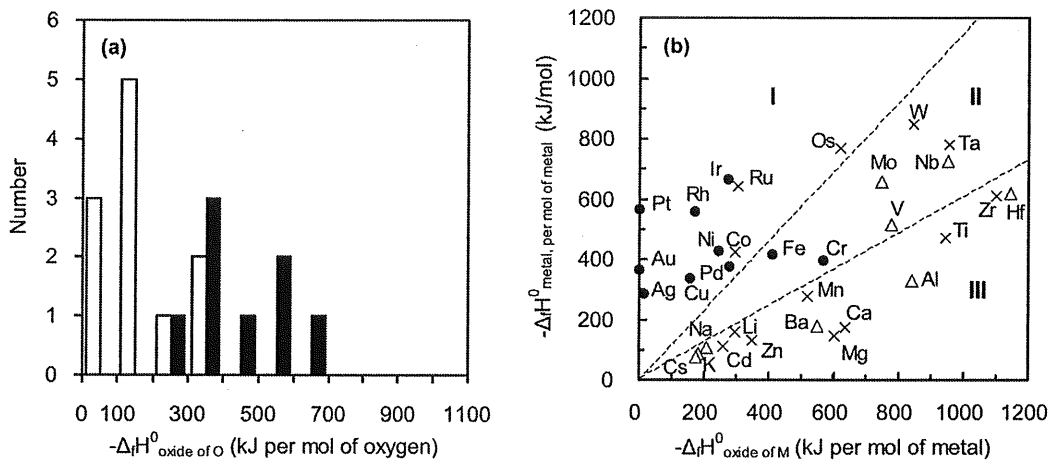 (a)
6
5
4
3
2
1
0
Number
0 100 300 500 700 900 1100
-ΔfH⁰oxide of O (kJ per mol of oxygen)
(b)
1200
1000
800
600
400
200
0
-ΔfH⁰metal, per mol of metal (kJ/mol)
I
II
III
W
Os
Ta
Mo
Nb
Ir
Ru
Rh
Pt
V
Zr
Hf
Ni
Co
Ti
Fe
Cr
Au
Pd
Ag
Cu
Mn
Al
Na
Li
Ba
Ca
Cs
K
Cd
Zn
Mg
0 200 400 600 800 1000 1200
-ΔfH⁰oxide of M (kJ per mol of metal)